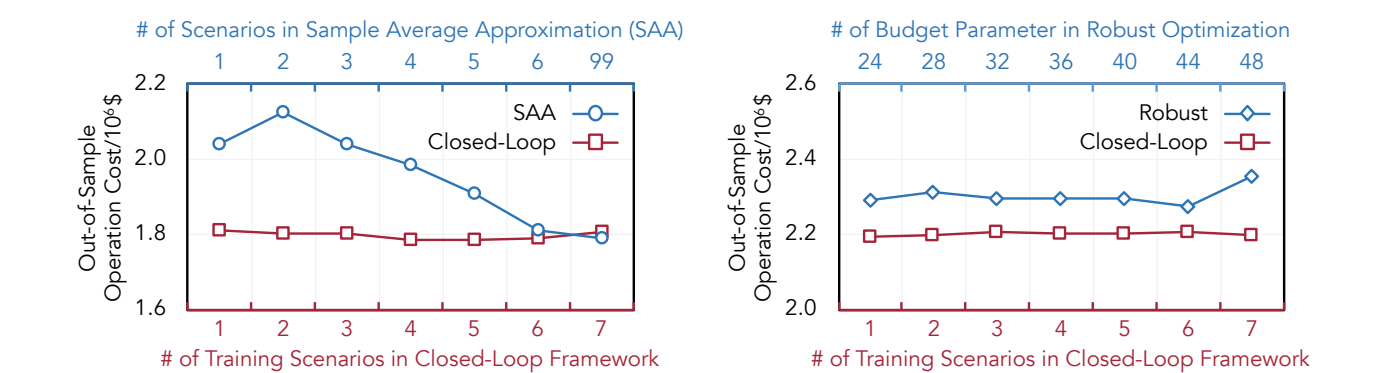 # of Scenarios in Sample Average Approximation (SAA)
1 2 3 4 5 6 99
2.2
2.0
1.8
1.6
Out-of-Sample
Operation Cost/10⁶$
SAA
Closed-Loop
1 2 3 4 5 6 7
# of Training Scenarios in Closed-Loop Framework
# of Budget Parameter in Robust Optimization
24 28 32 36 40 44 48
2.6
2.4
2.2
2.0
Out-of-Sample
Operation Cost/10⁶$
Robust
Closed-Loop
1 2 3 4 5 6 7
# of Training Scenarios in Closed-Loop Framework